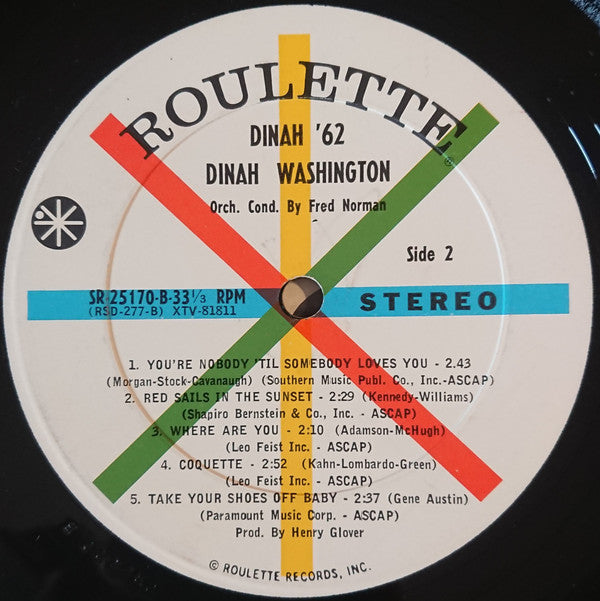 ROULETTE
®
DINAH '62
DINAH WASHINGTON
Orch. Cond. By Fred Norman
Side 2
SR-25170-B-33⅓ RPM
(RSD-277-B) XTV-81811
STEREO
1. YOU'RE NOBODY 'TIL SOMEBODY LOVES YOU - 2.43
(Morgan-Stock-Cavanaugh) (Southern Music Publ. Co., Inc.-ASCAP)
2. RED SAILS IN THE SUNSET - 2:29 (Kennedy-Williams)
(Shapiro Bernstein & Co., Inc. - ASCAP)
3. WHERE ARE YOU - 2:10 (Adamson-McHugh)
(Leo Feist Inc. - ASCAP)
4. COQUETTE - 2:52 (Kahn-Lombardo-Green)
(Leo Feist Inc. - ASCAP)
5. TAKE YOUR SHOES OFF BABY - 2:37 (Gene Austin)
(Paramount Music Corp. - ASCAP)
Prod. By Henry Glover
© ROULETTE RECORDS, INC.